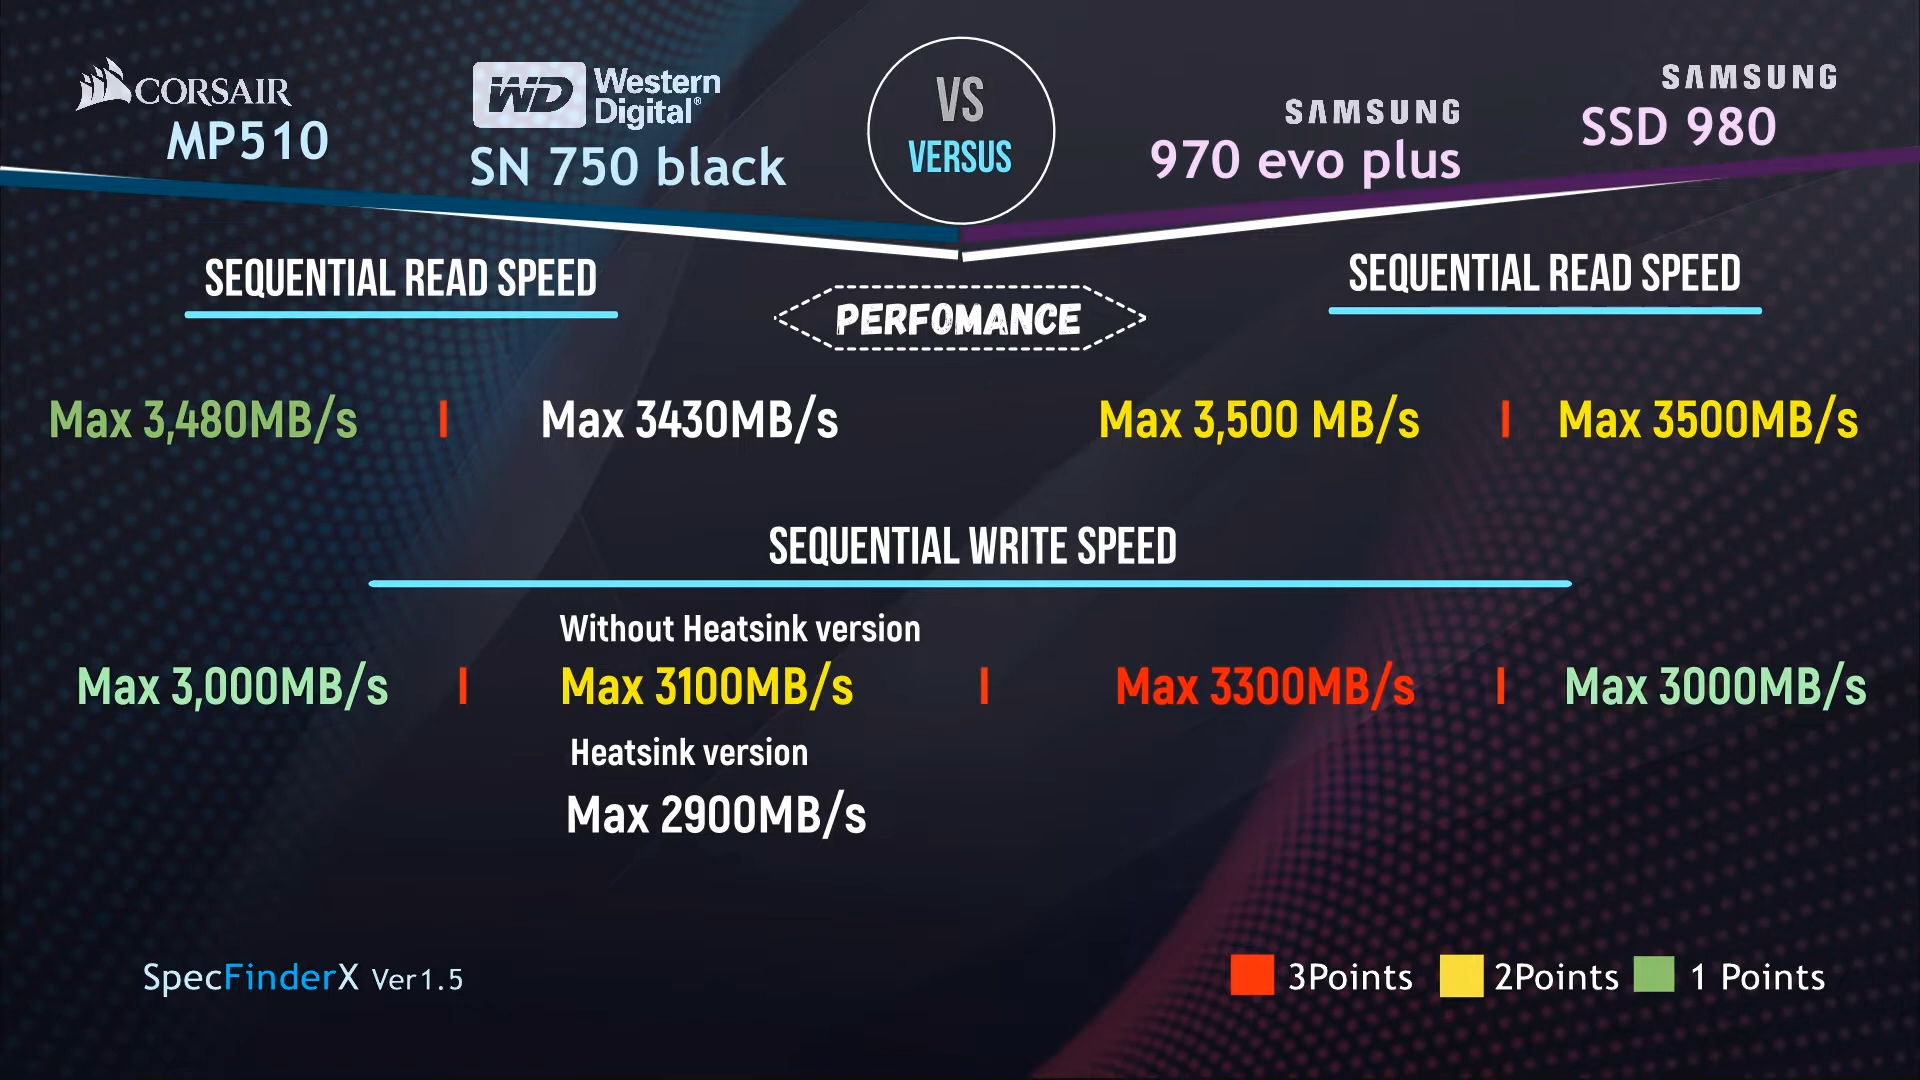 CORSAIR
MP510
WD Western Digital®
SN 750 black
VS
VERSUS
SAMSUNG
970 evo plus
SAMSUNG
SSD 980
SEQUENTIAL READ SPEED
PERFOMANCE
SEQUENTIAL READ SPEED
Max 3,480MB/s | Max 3430MB/s
Max 3,500 MB/s | Max 3500MB/s
SEQUENTIAL WRITE SPEED
Without Heatsink version
Max 3,000MB/s | Max 3100MB/s | Max 3300MB/s | Max 3000MB/s
Heatsink version
Max 2900MB/s
SpecFinderX Ver1.5
3Points 2Points 1 Points